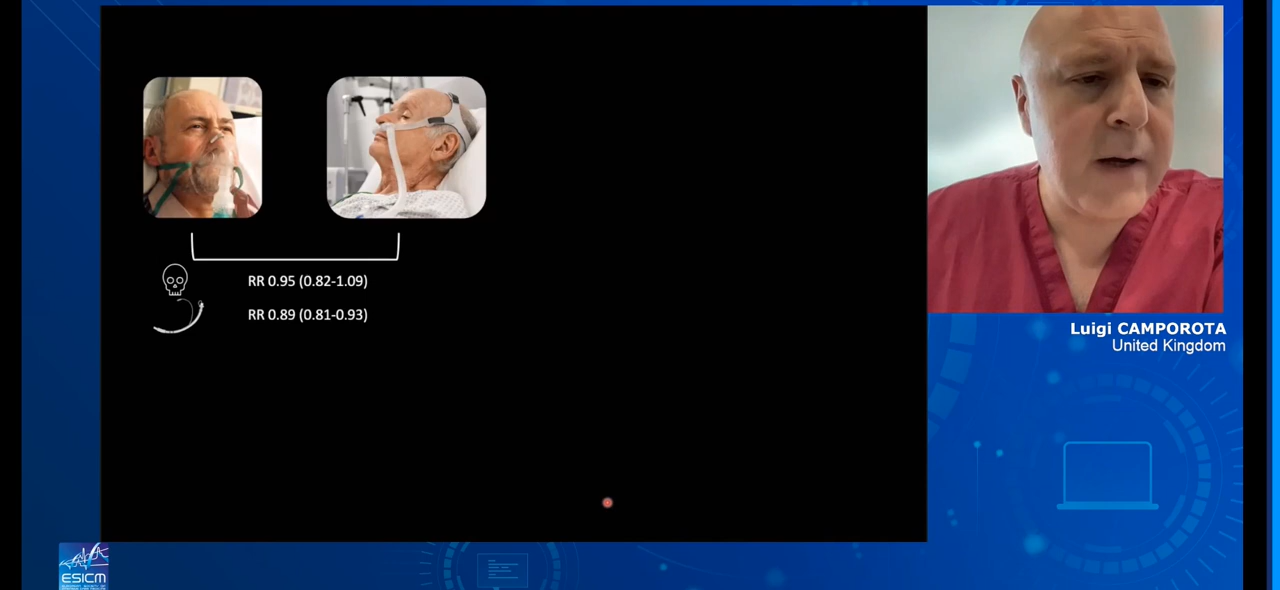 RR 0.95 (0.82-1.09)
RR 0.89 (0.81-0.93)
Luigi CAMPOROTA
United Kingdom
ESICM